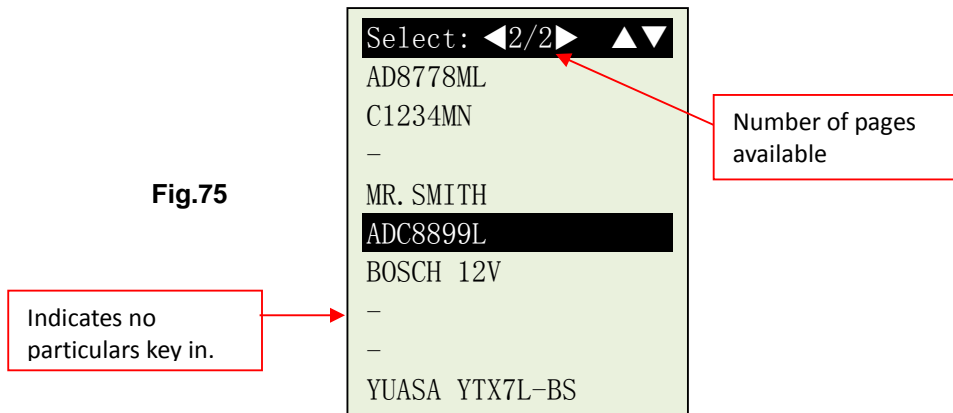 Select: ◀2/2▶ ▲▼
AD8778ML
C1234MN
–
MR. SMITH
ADC8899L
BOSCH 12V
–
–
YUASA YTX7L-BS
Number of pages
available
Fig.75
Indicates no
particulars key in.